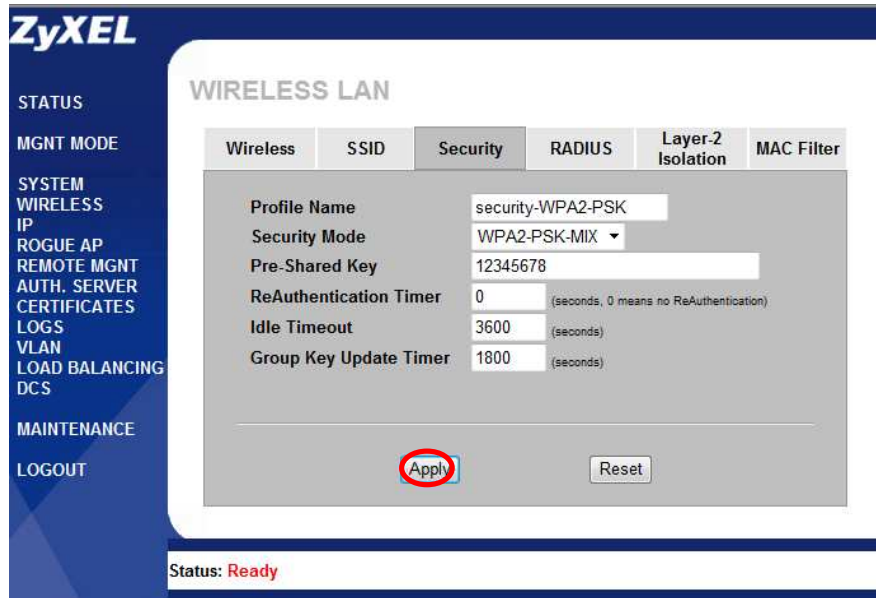 ZyXEL
STATUS
MGNT MODE
SYSTEM
WIRELESS
IP
ROGUE AP
REMOTE MGNT
AUTH. SERVER
CERTIFICATES
LOGS
VLAN
LOAD BALANCING
DCS
MAINTENANCE
LOGOUT
WIRELESS LAN
Wireless SSID Security RADIUS Layer-2 Isolation MAC Filter
Profile Name security-WPA2-PSK
Security Mode WPA2-PSK-MIX
Pre-Shared Key 12345678
ReAuthentication Timer 0 (seconds, 0 means no ReAuthentication)
Idle Timeout 3600 (seconds)
Group Key Update Timer 1800 (seconds)
Apply Reset
Status: Ready